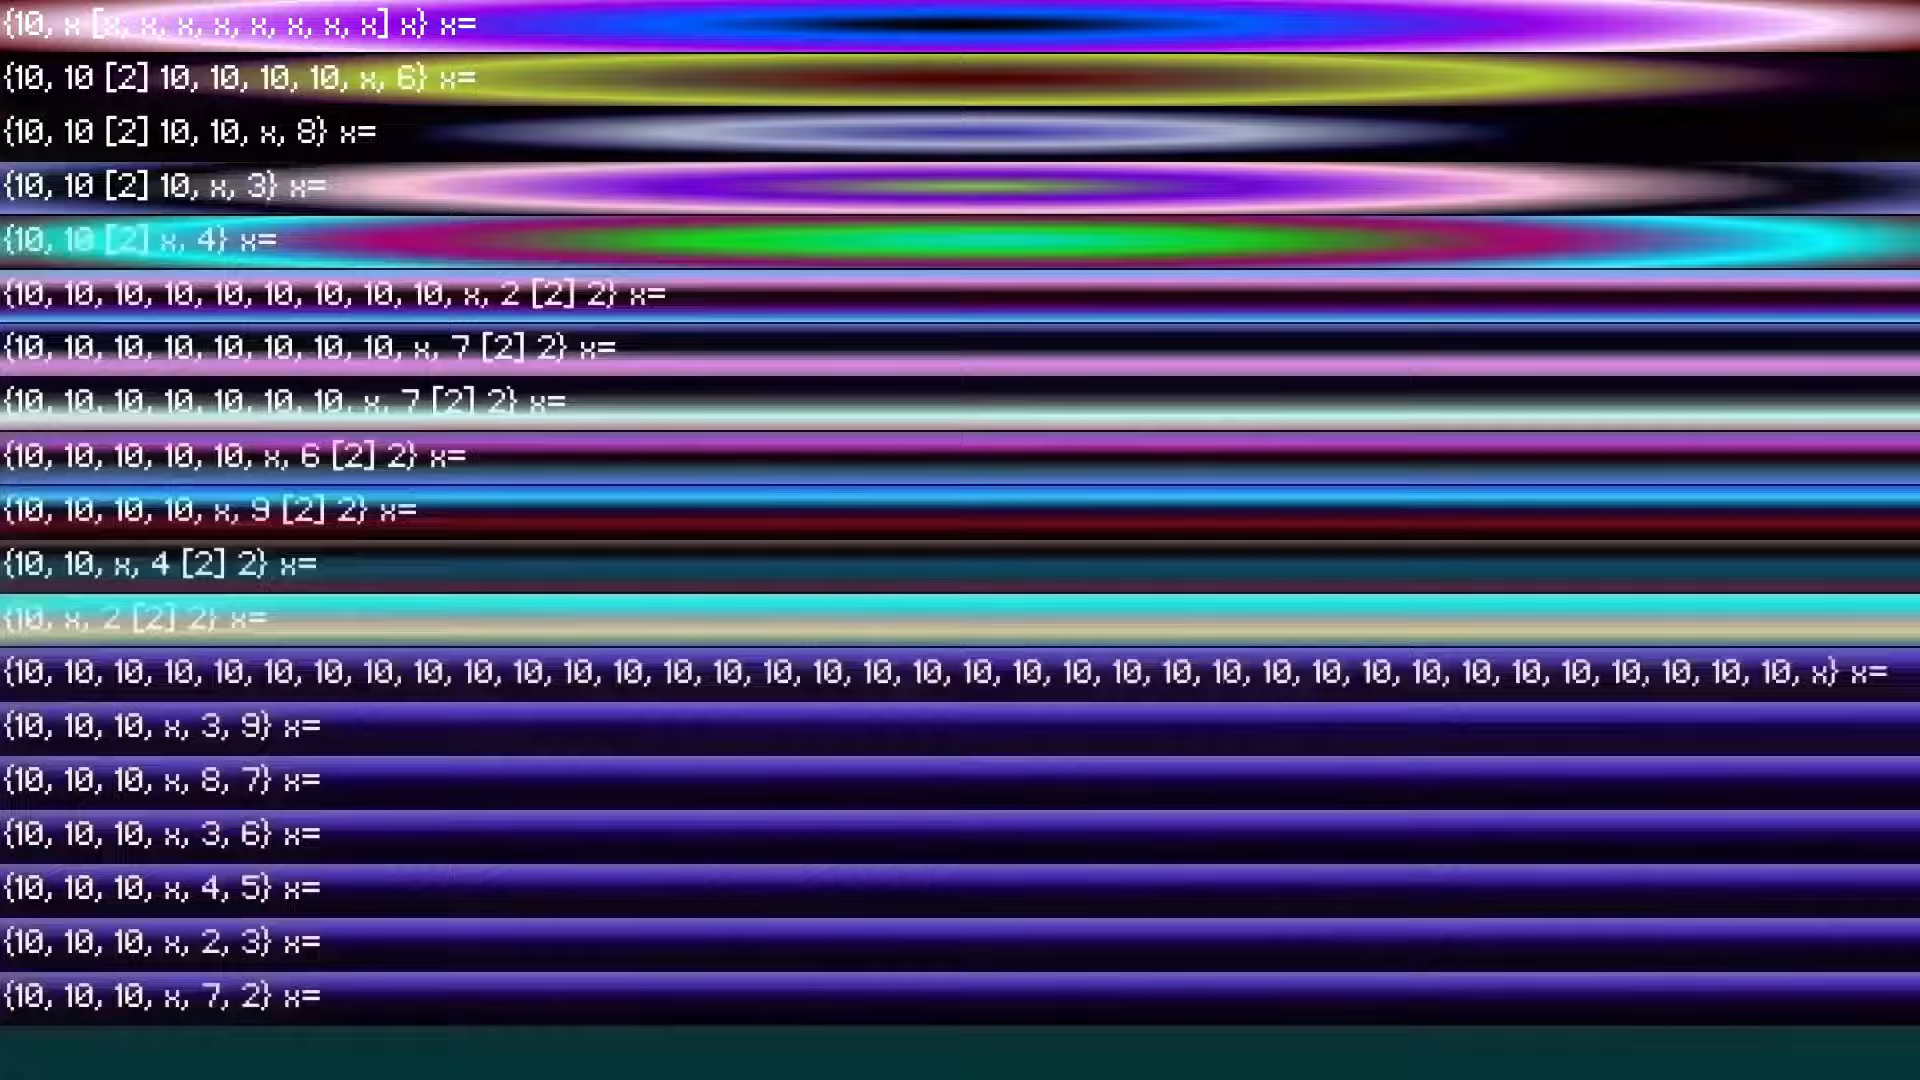 {10, x [x, x, x, x, x, x, x, x] x} x=
{10, 10 [2] 10, 10, 10, 10, x, 6} x=
{10, 10 [2] 10, 10, x, 8} x=
{10, 10 [2] 10, x, 3} x=
{10, 10 [2] x, 4} x=
{10, 10, 10, 10, 10, 10, 10, 10, 10, x, 2 [2] 2} x=
{10, 10, 10, 10, 10, 10, 10, 10, x, 7 [2] 2} x=
{10, 10, 10, 10, 10, 10, 10, x, 7 [2] 2} x=
{10, 10, 10, 10, 10, x, 6 [2] 2} x=
{10, 10, 10, 10, x, 9 [2] 2} x=
{10, 10, x, 4 [2] 2} x=
{10, x, 2 [2] 2} x=
{10, 10, 10, 10, 10, 10, 10, 10, 10, 10, 10, 10, 10, 10, 10, 10, 10, 10, 10, 10, 10, 10, 10, 10, 10, 10, 10, 10, 10, 10, 10, 10, 10, 10, 10, 10, x} x=
{10, 10, 10, x, 3, 9} x=
{10, 10, 10, x, 8, 7} x=
{10, 10, 10, x, 3, 6} x=
{10, 10, 10, x, 4, 5} x=
{10, 10, 10, x, 2, 3} x=
{10, 10, 10, x, 7, 2} x=